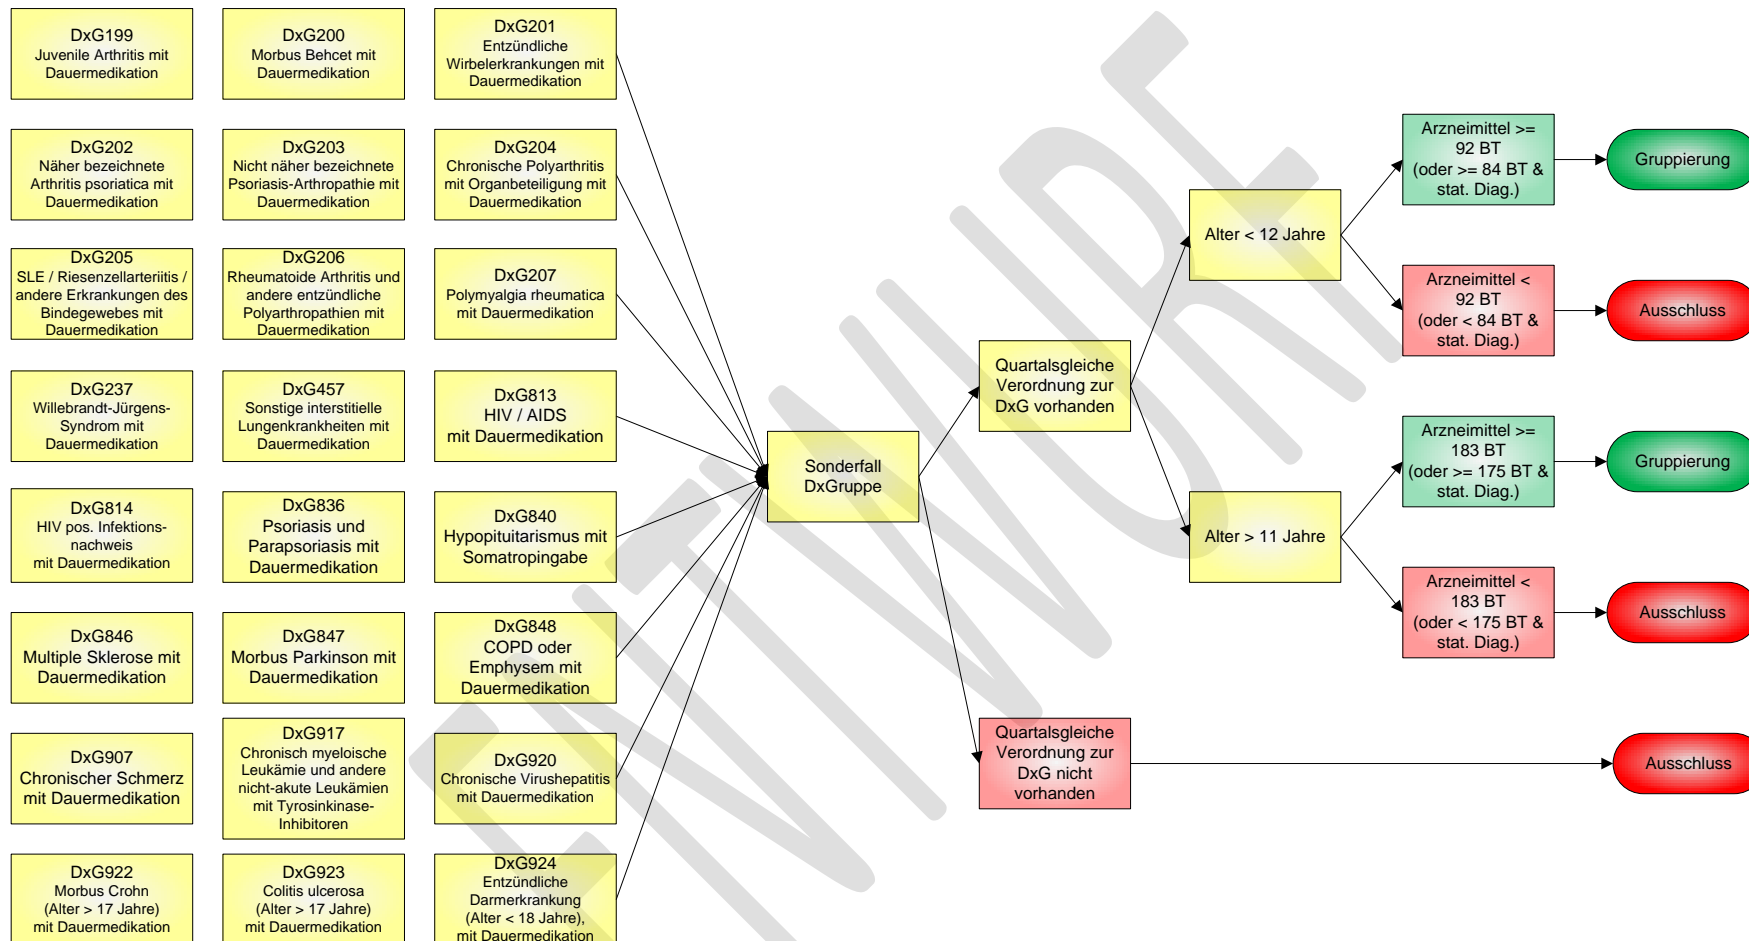 DxG199
Juvenile Arthritis mit
Dauermedikation
DxG200
Morbus Behcet mit
Dauermedikation
DxG201
Entzündliche
Wirbelerkrankungen mit
Dauermedikation
DxG202
Näher bezeichnete
Arthritis psoriatica mit
Dauermedikation
DxG203
Nicht näher bezeichnete
Psoriasis-Arthropathie mit
Dauermedikation
DxG204
Chronische Polyarthritis
mit Organbeteiligung mit
Dauermedikation
DxG205
SLE / Riesenzellarteriitis /
andere Erkrankungen des
Bindegewebes mit
Dauermedikation
DxG206
Rheumatoide Arthritis und
andere entzündliche
Polyarthropathien mit
Dauermedikation
DxG207
Polymyalgia rheumatica
mit Dauermedikation
DxG237
Willebrandt-Jürgens-
Syndrom mit
Dauermedikation
DxG457
Sonstige interstitielle
Lungenkrankheiten mit
Dauermedikation
DxG813
HIV / AIDS
mit Dauermedikation
DxG814
HIV pos. Infektions-
nachweis
mit Dauermedikation
DxG836
Psoriasis und
Parapsoriasis mit
Dauermedikation
DxG840
Hypopituitarismus mit
Somatropingabe
DxG846
Multiple Sklerose mit
Dauermedikation
DxG847
Morbus Parkinson mit
Dauermedikation
DxG848
COPD oder
Emphysem mit
Dauermedikation
DxG907
Chronischer Schmerz
mit Dauermedikation
DxG917
Chronisch myeloische
Leukämie und andere
nicht-akute Leukämien
mit Tyrosinkinase-
Inhibitoren
DxG920
Chronische Virushepatitis
mit Dauermedikation
DxG922
Morbus Crohn
(Alter > 17 Jahre)
mit Dauermedikation
DxG923
Colitis ulcerosa
(Alter > 17 Jahre)
mit Dauermedikation
DxG924
Entzündliche
Darmerkrankung
(Alter < 18 Jahre),
mit Dauermedikation
Sonderfall
DxGruppe
Quartalsgleiche
Verordnung zur
DxG vorhanden
Quartalsgleiche
Verordnung zur
DxG nicht
vorhanden
Alter < 12 Jahre
Alter > 11 Jahre
Arzneimittel >=
92 BT
(oder >= 84 BT &
stat. Diag.)
Gruppierung
Arzneimittel <
92 BT
(oder < 84 BT &
stat. Diag.)
Ausschluss
Arzneimittel >=
183 BT
(oder >= 175 BT &
stat. Diag.)
Gruppierung
Arzneimittel <
183 BT
(oder < 175 BT &
stat. Diag.)
Ausschluss
Ausschluss
ENTWURF